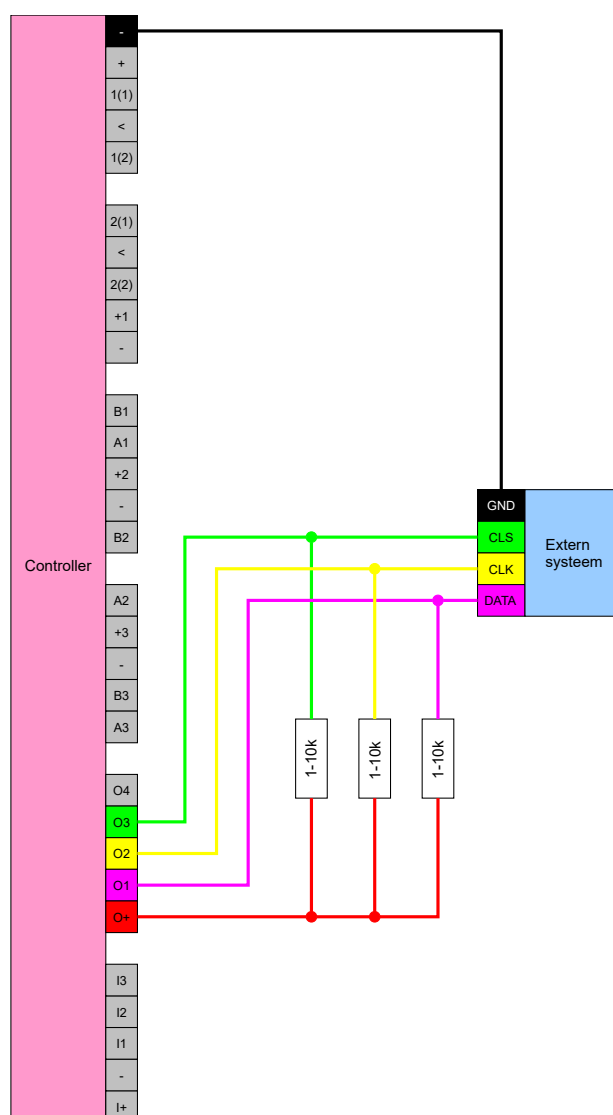 -
+
1(1)
<
1(2)
2(1)
<
2(2)
+1
-
B1
A1
+2
-
B2
Controller
A2
+3
-
B3
A3
O4
O3
O2
O1
O+
I3
I2
I1
-
I+
GND
CLS
CLK
DATA
Extern
systeem
1-10k
1-10k
1-10k